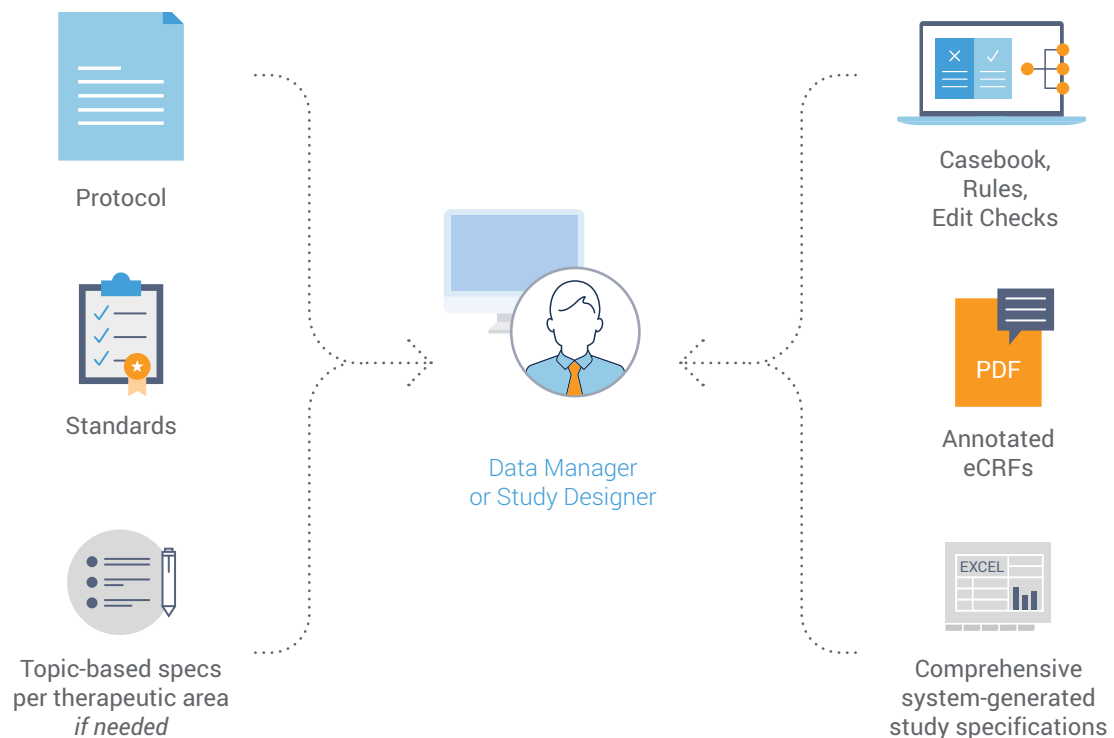 Protocol
Standards
Topic-based specs
per therapeutic area
if needed
Data Manager
or Study Designer
Casebook,
Rules,
Edit Checks
PDF
Annotated
eCRFs
EXCEL
Comprehensive
system-generated
study specifications